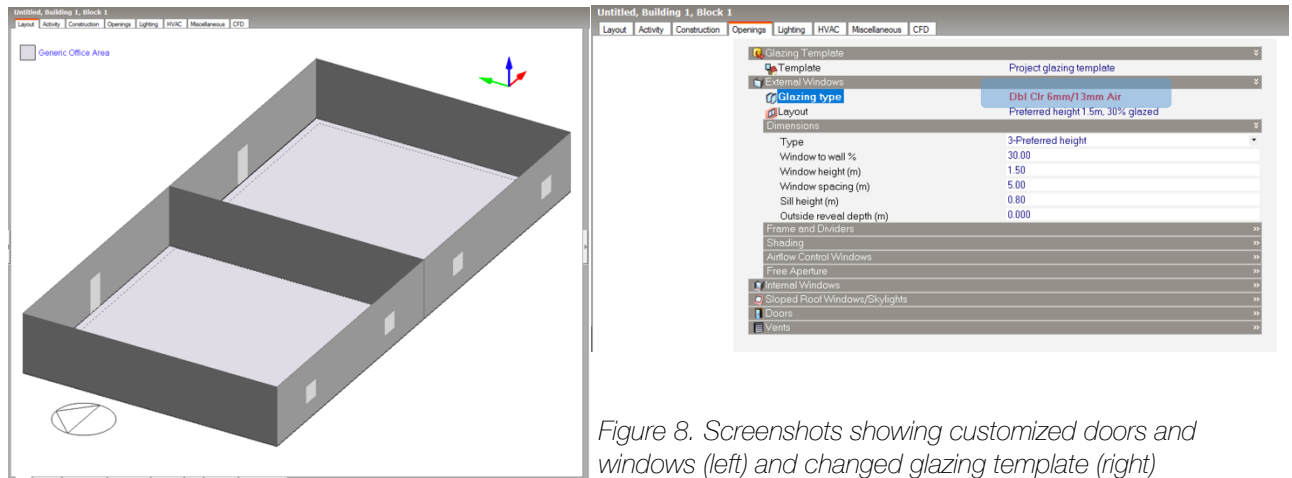 Untitled, Building 1, Block 1
Layout Activity Construction Openings Lighting HVAC Miscellaneous CFD
Generic Office Area
Untitled, Building 1, Block 1
Layout Activity Construction Openings Lighting HVAC Miscellaneous CFD
Glazing Template
Template Project glazing template
External Windows
Glazing type Dbl Clr 6mm/13mm Air
Layout Preferred height 1.5m, 30% glazed
Dimensions
Type 3-Preferred height
Window to wall % 30.00
Window height (m) 1.50
Window spacing (m) 5.00
Sill height (m) 0.80
Outside reveal depth (m) 0.000
Frame and Dividers
Shading
Airflow Control Windows
Free Aperture
Internal Windows
Sloped Roof Windows/Skylights
Doors
Vents
Figure 8. Screenshots showing customized doors and
windows (left) and changed glazing template (right)